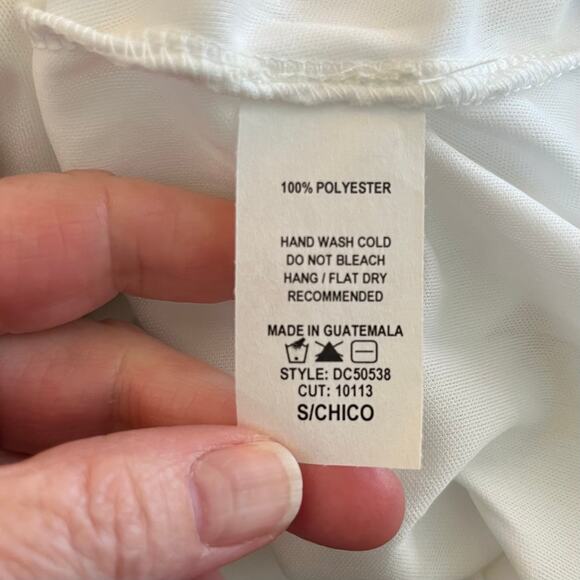 100% POLYESTER
HAND WASH COLD
DO NOT BLEACH
HANG / FLAT DRY
RECOMMENDED
MADE IN GUATEMALA
STYLE: DC50538
CUT: 10113
S/CHICO